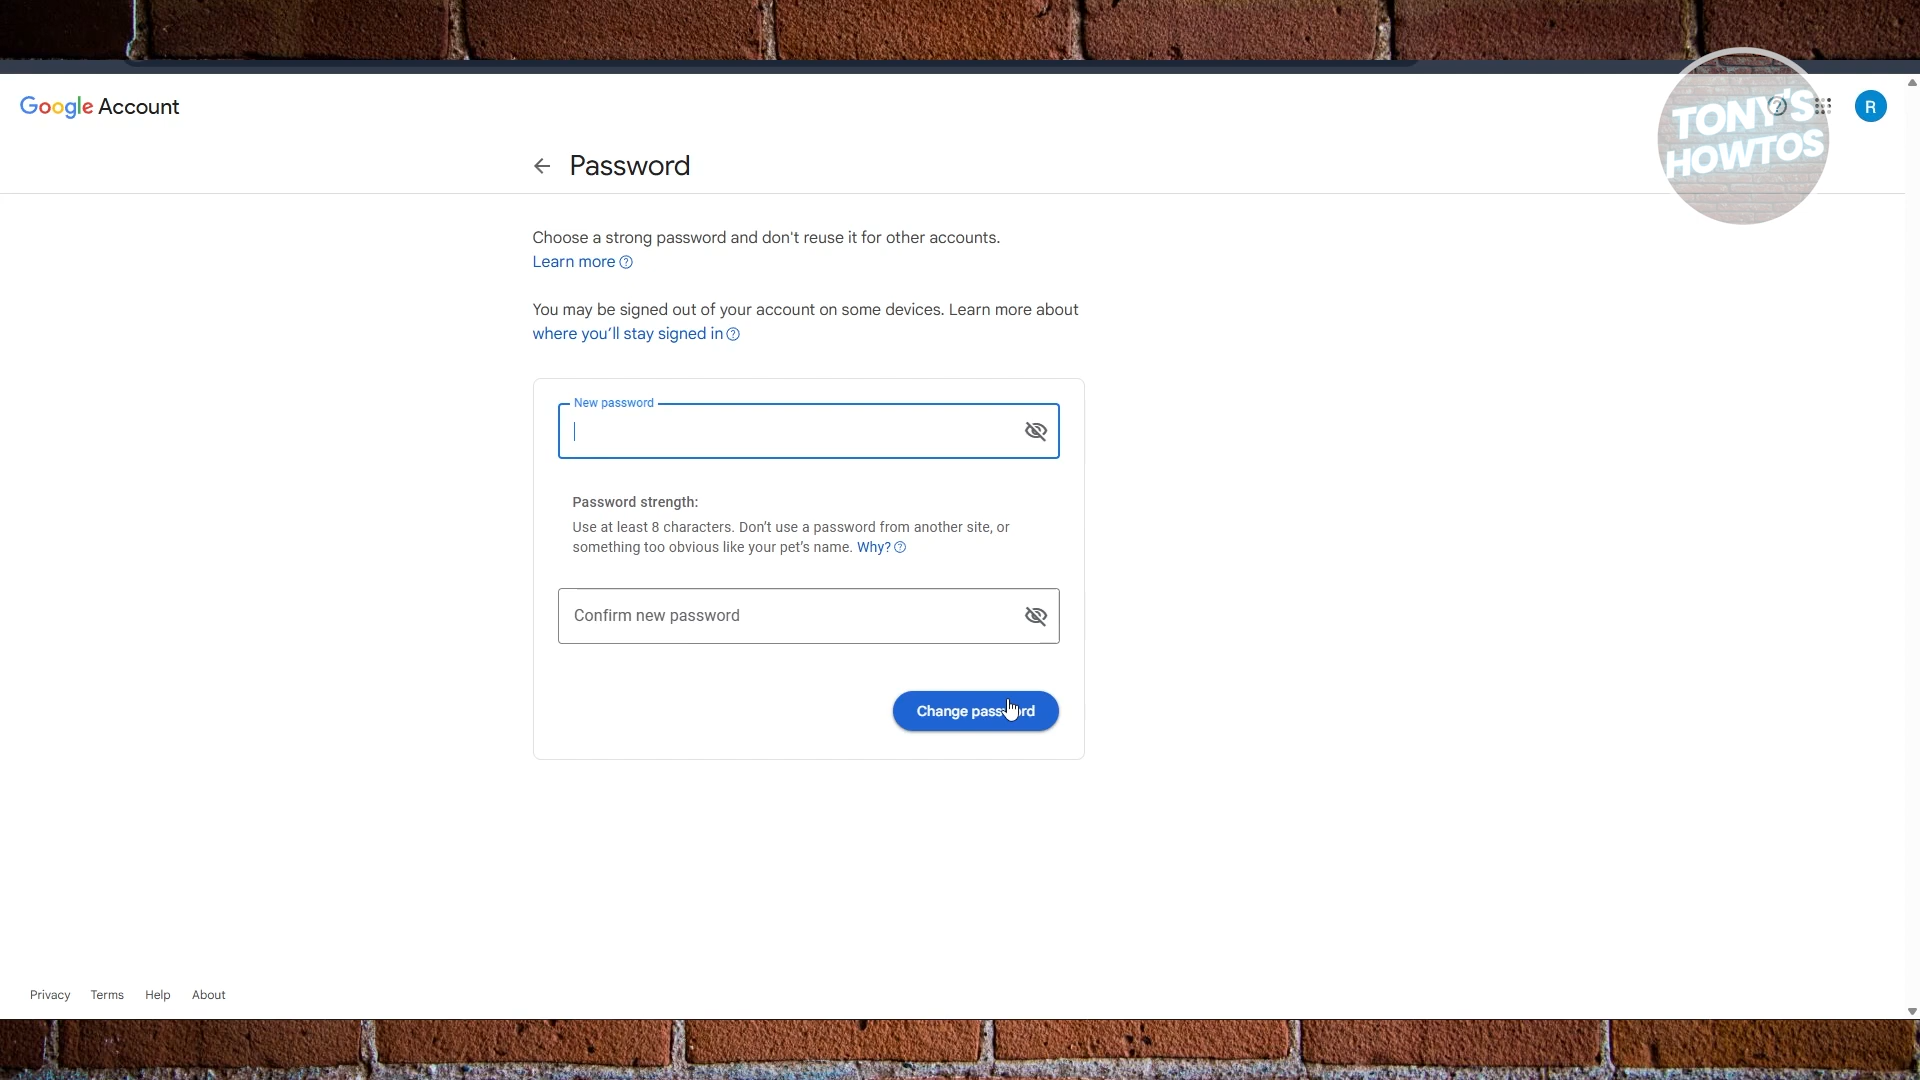 Google Account
TONY'S
HOWTOS
R
Password
Choose a strong password and don't reuse it for other accounts.
Learn more
You may be signed out of your account on some devices. Learn more about
where you'll stay signed in
New password
Password strength:
Use at least 8 characters. Don't use a password from another site, or
something too obvious like your pet's name. Why?
Confirm new password
Change password
Privacy Terms Help About